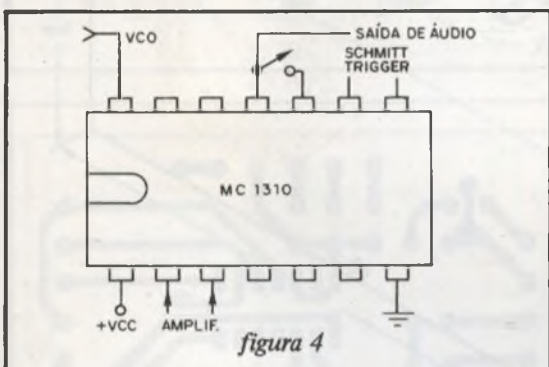 VCO
SAÍDA DE ÁUDIO
SCHMITT
TRIGGER
MC 1310
+VCC
AMPLIF.
figura 4